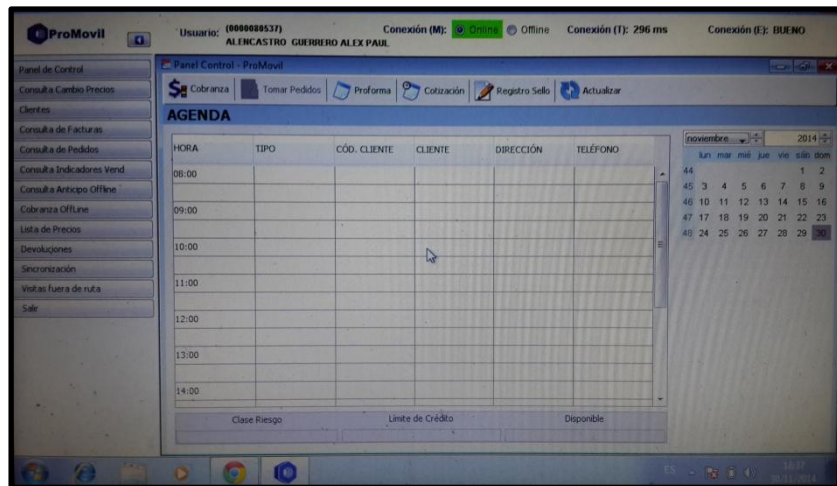 ProMovil
Usuario: (0000080537)
ALENCASTRO GUERRERO ALEX PAUL
Conexión (M): Online Offline
Conexión (T): 296 ms
Conexión (E): BUENO
Panel de Control
Consulta Cambio Precios
Clientes
Consulta de Facturas
Consulta de Pedidos
Consulta Indicadores Vend
Consulta Anticipo Offline
Cobranza OffLine
Lista de Precios
Devoluciones
Sincronización
Visitas fuera de ruta
Salir
Panel Control - ProMovil
Cobranza Tomar Pedidos Proforma Cotización Registro Sello Actualizar
AGENDA
HORA TIPO CÓD. CLIENTE CLIENTE DIRECCIÓN TELÉFONO
08:00
09:00
10:00
11:00
12:00
13:00
14:00
Clase Riesgo Límite de Crédito Disponible
noviembre 2014
lun mar mié jue vie sáb dom
44 1 2
45 3 4 5 6 7 8 9
46 10 11 12 13 14 15 16
47 17 18 19 20 21 22 23
48 24 25 26 27 28 29 30
ES
16:37
30/11/2014